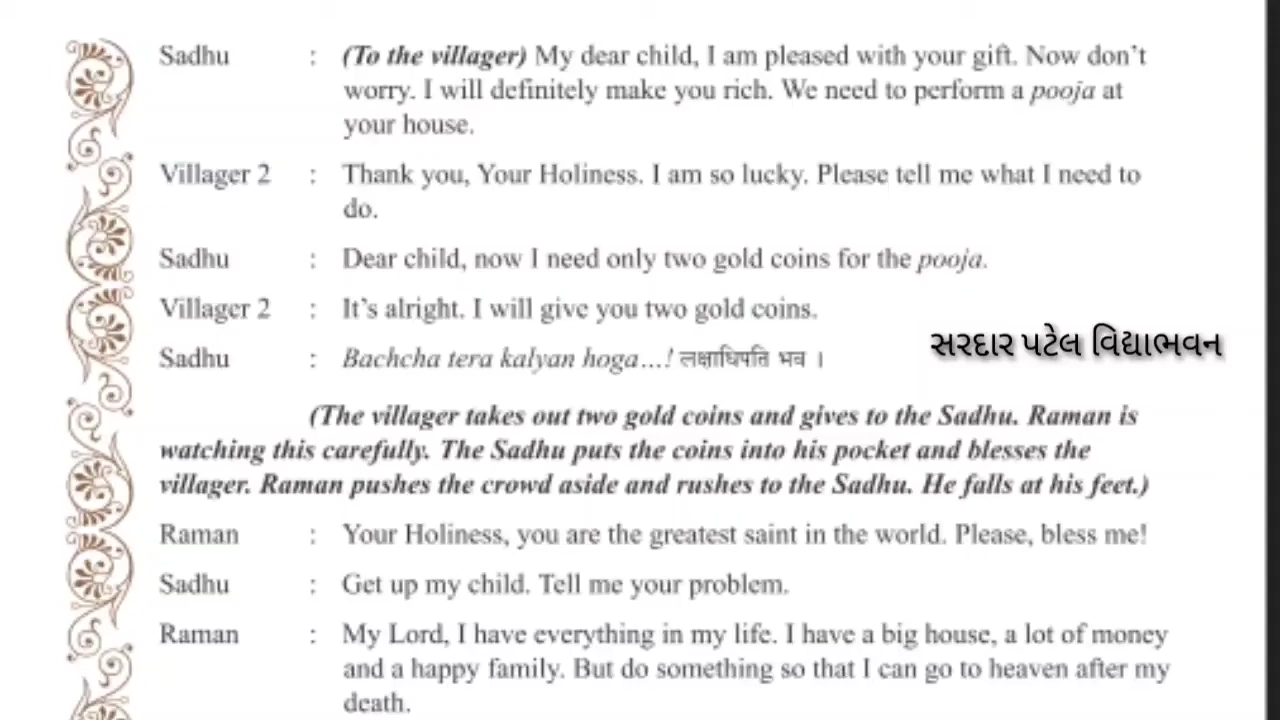 Sadhu : (To the villager) My dear child, I am pleased with your gift. Now don't
worry. I will definitely make you rich. We need to perform a pooja at
your house.
Villager 2 : Thank you, Your Holiness. I am so lucky. Please tell me what I need to
do.
Sadhu : Dear child, now I need only two gold coins for the pooja.
Villager 2 : It's alright. I will give you two gold coins.
સરદાર પટેલ વિદ્યાભવન
Sadhu : Bachcha tera kalyan hoga...! लक्षाधिपति भव ।
(The villager takes out two gold coins and gives to the Sadhu. Raman is
watching this carefully. The Sadhu puts the coins into his pocket and blesses the
villager. Raman pushes the crowd aside and rushes to the Sadhu. He falls at his feet.)
Raman : Your Holiness, you are the greatest saint in the world. Please, bless me!
Sadhu : Get up my child. Tell me your problem.
Raman : My Lord, I have everything in my life. I have a big house, a lot of money
and a happy family. But do something so that I can go to heaven after my
death.